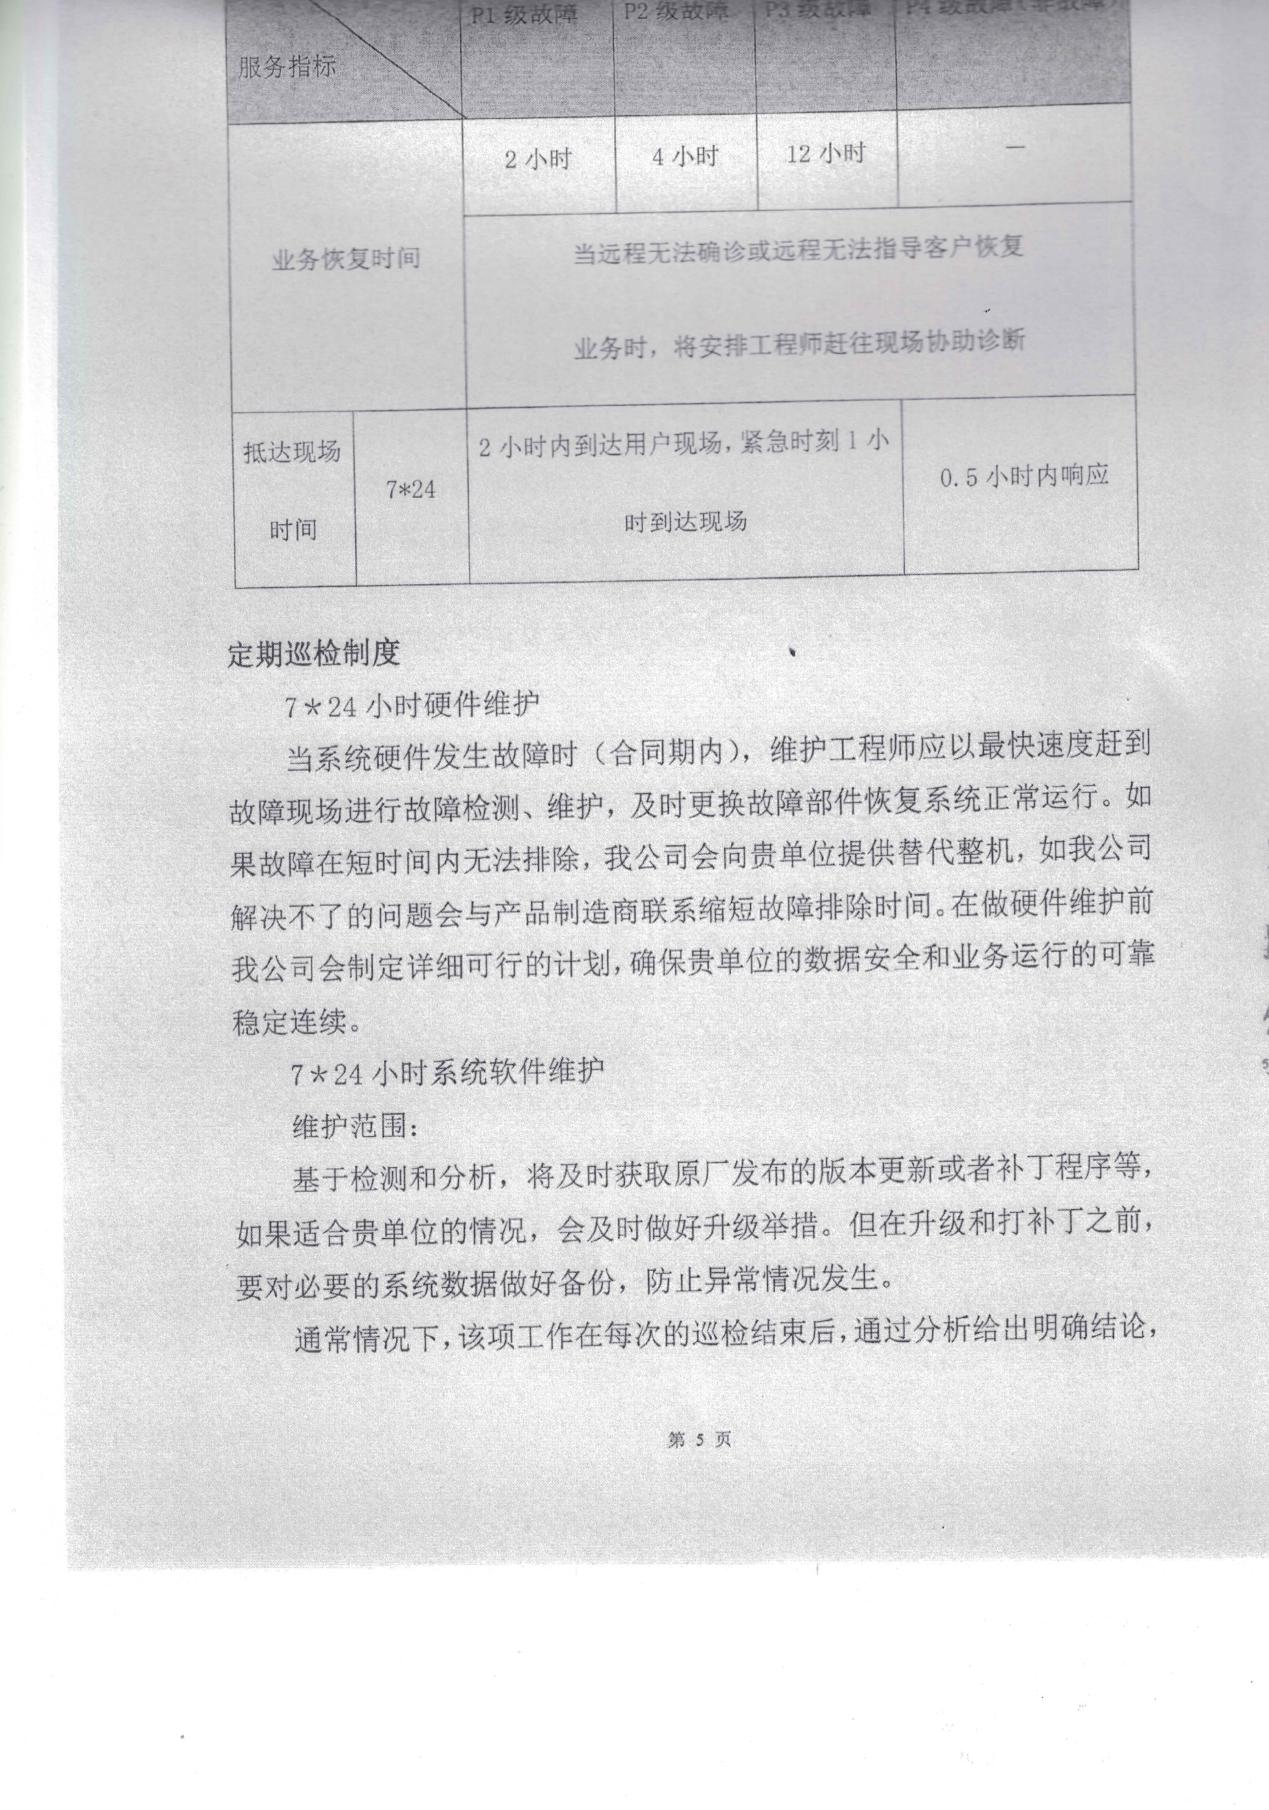 P1 级故障 P2 级故障 P3 级故障 P4 级故障（非故障）
服务指标
2 小时 4 小时 12 小时 —
业务恢复时间
当远程无法确诊或远程无法指导客户恢复
业务时，将安排工程师赶往现场协助诊断
抵达现场
时间
7*24
2 小时内到达用户现场，紧急时刻 1 小
时到达现场
0.5 小时内响应
定期巡检制度
7＊24 小时硬件维护
当系统硬件发生故障时（合同期内），维护工程师应以最快速度赶到
故障现场进行故障检测、维护，及时更换故障部件恢复系统正常运行。如
果故障在短时间内无法排除，我公司会向贵单位提供替代整机，如我公司
解决不了的问题会与产品制造商联系缩短故障排除时间。在做硬件维护前
我公司会制定详细可行的计划，确保贵单位的数据安全和业务运行的可靠
稳定连续。
7＊24 小时系统软件维护
维护范围：
基于检测和分析，将及时获取原厂发布的版本更新或者补丁程序等，
如果适合贵单位的情况，会及时做好升级举措。但在升级和打补丁之前，
要对必要的系统数据做好备份，防止异常情况发生。
通常情况下，该项工作在每次的巡检结束后，通过分析给出明确结论，
第 5 页